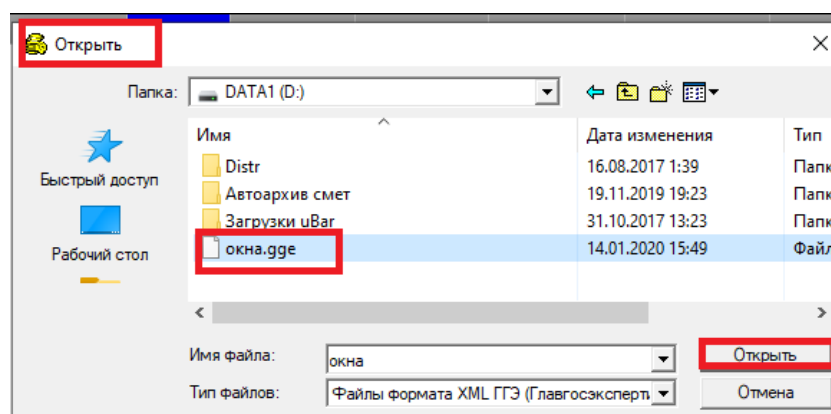 Открыть
Папка: DATA1 (D:)
Имя Дата изменения Тип
Distr 16.08.2017 1:39 Папк
Автоархив смет 19.11.2019 19:23 Папк
Загрузки uBar 31.10.2017 13:23 Папк
окна.gge 14.01.2020 15:49 Файл
Быстрый доступ
Рабочий стол
Имя файла: окна Открыть
Тип файлов: Файлы формата XML ГГЭ (Главгосэксперть Отмена